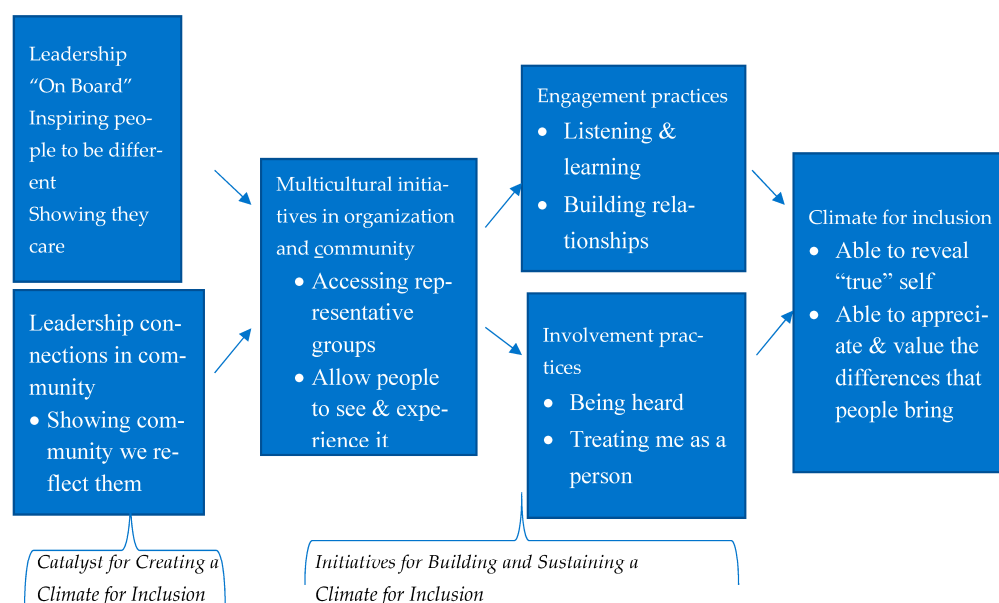 Leadership
“On Board”
Inspiring peo-
ple to be differ-
ent
Showing they
care
Leadership con-
nections in com-
munity
• Showing com-
munity we re-
flect them
Multicultural initia-
tives in organization
and community
• Accessing rep-
resentative
groups
• Allow people
to see & expe-
rience it
Engagement practices
• Listening &
learning
• Building rela-
tionships
Involvement prac-
tices
• Being heard
• Treating me as a
person
Climate for inclusion
• Able to reveal
“true” self
• Able to appreci-
ate & value the
differences that
people bring
Catalyst for Creating a
Climate for Inclusion
Initiatives for Building and Sustaining a
Climate for Inclusion